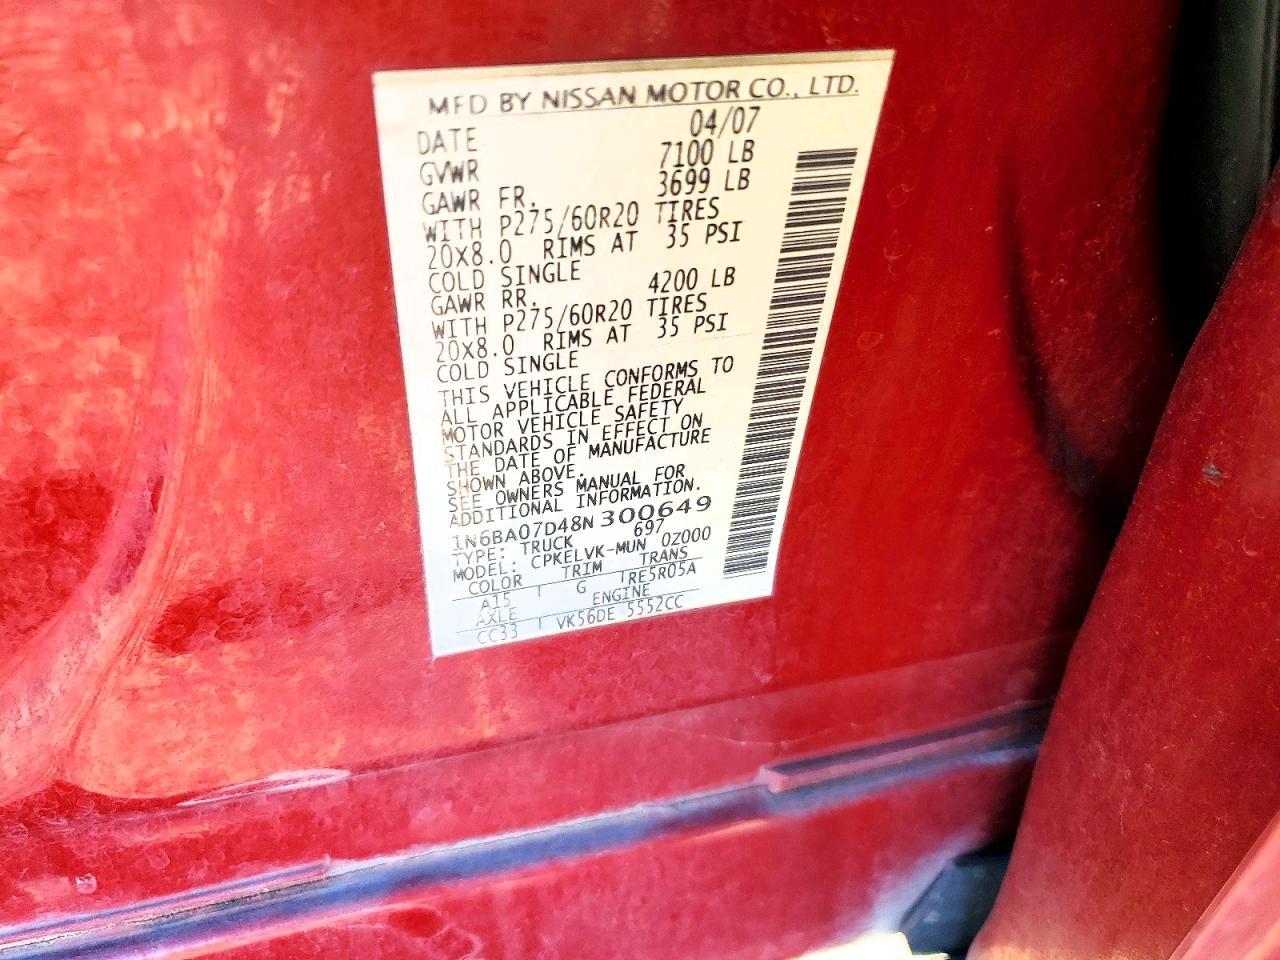 MFD BY NISSAN MOTOR CO., LTD.
DATE 04/07
GVWR 7100 LB
GAWR FR. 3699 LB
WITH P275/60R20 TIRES
20X8.0 RIMS AT 35 PSI
COLD SINGLE
GAWR RR. 4200 LB
WITH P275/60R20 TIRES
20X8.0 RIMS AT 35 PSI
COLD SINGLE
THIS VEHICLE CONFORMS TO
ALL APPLICABLE FEDERAL
MOTOR VEHICLE SAFETY
STANDARDS IN EFFECT ON
THE DATE OF MANUFACTURE
SHOWN ABOVE.
SEE OWNERS MANUAL FOR
ADDITIONAL INFORMATION.
1N6BA07D48N300649
TYPE: TRUCK 697
MODEL: CPKELVK-MUN 0Z000
COLOR TRIM TRANS
A15 G RE5R05A
AXLE ENGINE
CC33 VK56DE 5552CC